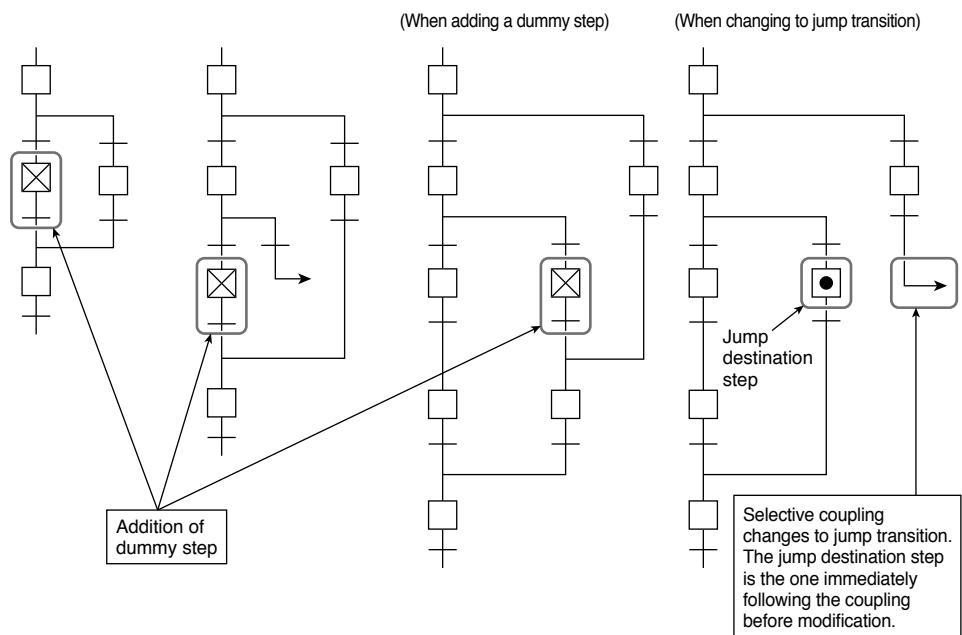 (When adding a dummy step)
(When changing to jump transition)
Jump
destination
step
Addition of
dummy step
Selective coupling
changes to jump transition.
The jump destination step
is the one immediately
following the coupling
before modification.